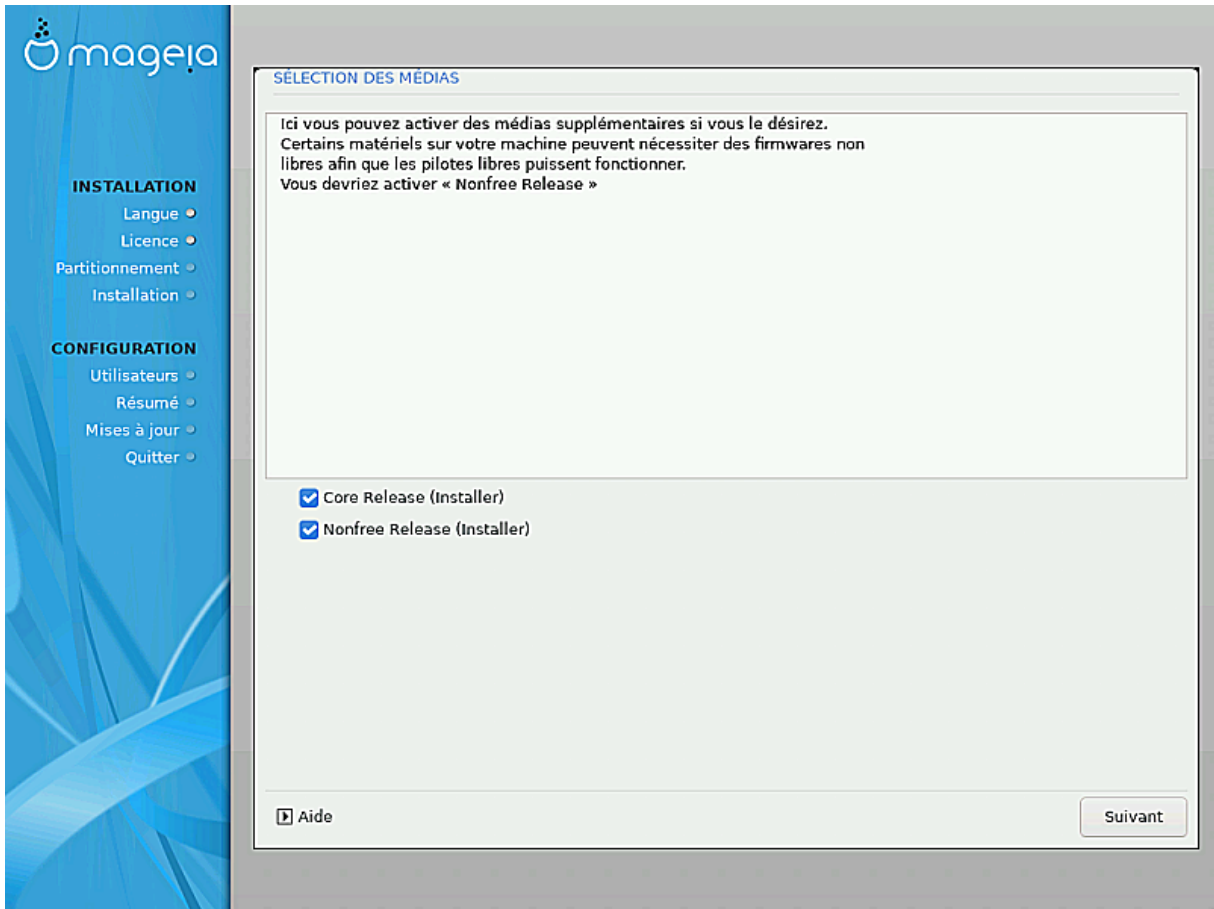 mageia
INSTALLATION
Langue
Licence
Partitionnement
Installation
CONFIGURATION
Utilisateurs
Résumé
Mises à jour
Quitter
SÉLECTION DES MÉDIAS
Ici vous pouvez activer des médias supplémentaires si vous le désirez.
Certains matériels sur votre machine peuvent nécessiter des firmwares non
libres afin que les pilotes libres puissent fonctionner.
Vous devriez activer « Nonfree Release »
Core Release (Installer)
Nonfree Release (Installer)
Aide
Suivant